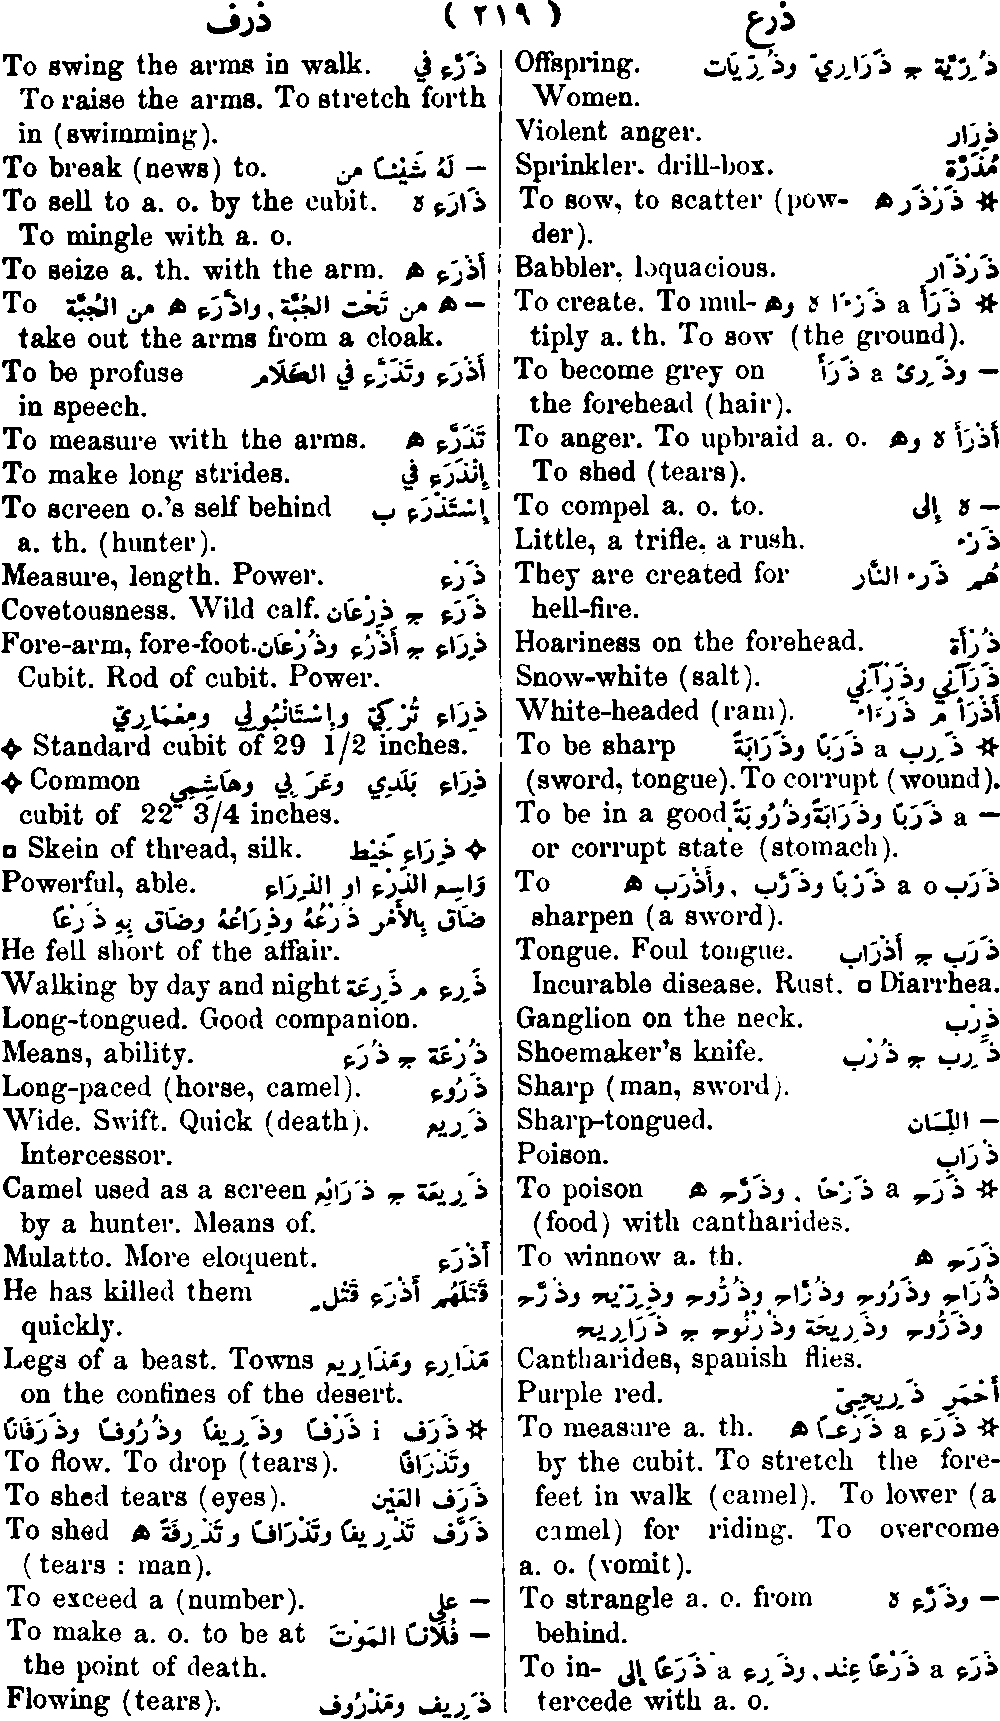 ذرف ( ٢١٩ ) ذرع
Offspring. ذُرِّيَّة ج ذَرَارِيّ وذُرِّيَّات
Women.
Violent anger. ذِرَار
Sprinkler. drill-box. مِذَرَّة
To sow, to scatter (pow- ✲ ذَرْذَر ه
der).
Babbler, loquacious. ذَرْذَار
To create. To mul- ✲ ذَرَأَ a ذَرْءًا ه وه
tiply a. th. To sow (the ground).
To become grey on – وذَرِئَ a ذَرَأ
the forehead (hair).
To anger. To upbraid a. o. أَذْرَأَ ه وه
To shed (tears).
To compel a. o. to. – ه إِلى
Little, a trifle, a rush. ذَرْء
They are created for هُم ذَرْء النَّار
hell-fire.
Hoariness on the forehead. ذُرْأَة
Snow-white (salt). ذَرَآنِي وذَرْآنِي
White-headed (ram). أَذْرَأ م ذَرْءَاء
To be sharp ✲ ذَرِب a ذَرَبًا وذَرَابَةً
(sword, tongue). To corrupt (wound).
To be in a good – a ذَرَبًا وذَرَابَةً وذُرُوبَةً
or corrupt state (stomach).
To ذَرَب a o ذَرْبًا وذَرَّب, وأَذْرَب ه
sharpen (a sword).
Tongue. Foul tongue. ذَرَب ج أَذْرَاب
Incurable disease. Rust. ▫ Diarrhea.
Ganglion on the neck. ذِرْب
Shoemaker's knife. ذَرِب ج ذُرْب
Sharp (man, sword).
Sharp-tongued. – اللِّسَان
Poison. ذُرَاب
To poison ✲ ذَرَح a ذَرْحًا, وذَرَّح ه
(food) with cantharides.
To winnow a. th. ذَرَّح ه
ذُرَاح وذَرُوح وذُرَّاح وذُرُّوح وذِرِّيح وذُرَّح
وذَرُّوح وذَرِيحَة وذُرْنُوح ج ذَرَارِيح
Cantharides, spanish flies.
Purple red. أَحْمَر ذَرِيحِيّ
To measure a. th. ✲ ذَرَع a ذَرْعًا ه
by the cubit. To stretch the fore-
feet in walk (camel). To lower (a
camel) for riding. To overcome
a. o. (vomit).
To strangle a. o. from – وذَرَّع ه
behind.
To in- ذَرَع a ذَرْعًا عِند, وذَرِع a ذَرَعًا إِلى
tercede with a. o.
To swing the arms in walk. ذَرَّع في
To raise the arms. To stretch forth
in (swimming).
To break (news) to. – لَهُ شَيْئًا من
To sell to a. o. by the cubit. ذَارَع ه
To mingle with a. o.
To seize a. th. with the arm. أَذْرَع ه
To – ه من تَحْت الجُبَّة, واذَّرَع ه من الجُبَّة
take out the arms from a cloak.
To be profuse أَذْرَع وتَذَرَّع في الكَلَام
in speech.
To measure with the arms. تَذَرَّع ه
To make long strides. إِنْذَرَع في
To screen o.'s self behind إِسْتَذْرَع ب
a. th. (hunter).
Measure, length. Power. ذَرْع
Covetousness. Wild calf. ذَرَع ج ذِرْعَان
Fore-arm, fore-foot. ذِرَاع ج أَذْرُع وذُرْعَان
Cubit. Rod of cubit. Power.
ذِرَاع تُرْكِيّ وإِسْتَانْبُولِي ومِعْمَارِيّ
❖ Standard cubit of 29 1/2 inches.
❖ Common ذِرَاع بَلَدِي وعَرَبِي وهَاشِمِي
cubit of 22 3/4 inches.
▫ Skein of thread, silk. ❖ ذِرَاع خَيْط
Powerful, able. وَاسِع الذَّرْع او الذِّرَاع
ضَاق بِالأَمْر ذَرْعُهُ وذِرَاعُهُ وضَاق بِهِ ذَرْعًا
He fell short of the affair.
Walking by day and night ذَرِع م ذَرِعَة
Long-tongued. Good companion.
Means, ability. ذُرْعَة ج ذُرَع
Long-paced (horse, camel). ذَرُوع
Wide. Swift. Quick (death). ذَرِيع
Intercessor.
Camel used as a screen ذَرِيعَة ج ذَرَائِع
by a hunter. Means of.
Mulatto. More eloquent. أَذْرَع
He has killed them قَتَلَهُم أَذْرَع قَتْل
quickly.
Legs of a beast. Towns مَذَارِع ومَذَارِيع
on the confines of the desert.
✲ ذَرَف i ذَرْفًا وذَرِيفًا وذُرُوفًا وذَرَفَانًا
To flow. To drop (tears). وتَذْرَافًا
To shed tears (eyes). ذَرَف العَيْن
To shed ذَرَّف تَذْرِيفًا وتَذْرَافًا وتَذْرِفَةً ه
(tears : man).
To exceed a (number). – على
To make a. o. to be at – فُلَانًا المَوْتَ
the point of death.
Flowing (tears). ذَرِيف ومَذْرُوف